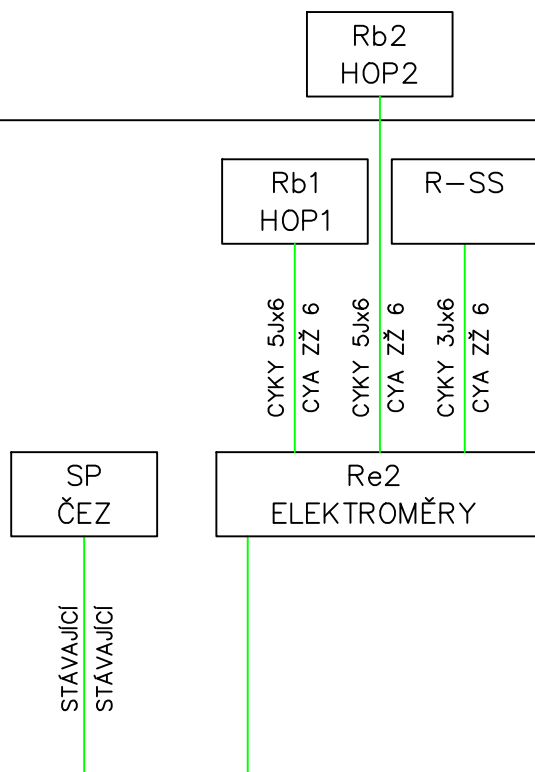 Rb2
HOP2
Rb1
HOP1
R-SS
CYKY 5Jx6
CYA ZŽ 6
CYKY 5Jx6
CYA ZŽ 6
CYKY 3Jx6
CYA ZŽ 6
SP
ČEZ
Re2
ELEKTROMĚRY
STÁVAJÍCÍ
STÁVAJÍCÍ